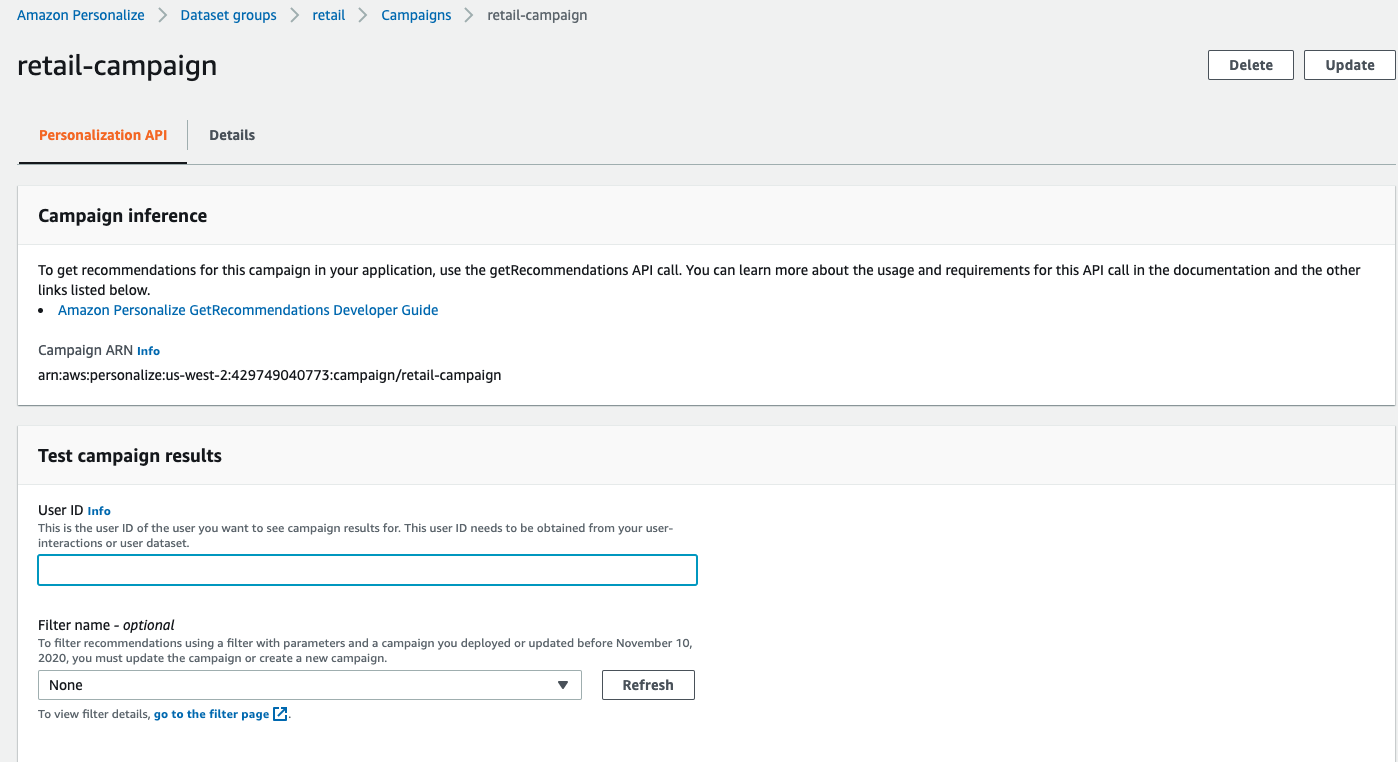 Amazon Personalize > Dataset groups > retail > Campaigns > retail-campaign
retail-campaign
Delete
Update
Personalization API
Details
Campaign inference
To get recommendations for this campaign in your application, use the getRecommendations API call. You can learn more about the usage and requirements for this API call in the documentation and the other
links listed below.
• Amazon Personalize GetRecommendations Developer Guide
Campaign ARN Info
arn:aws:personalize:us-west-2:429749040773:campaign/retail-campaign
Test campaign results
User ID Info
This is the user ID of the user you want to see campaign results for. This user ID needs to be obtained from your user-
interactions or user dataset.
Filter name - optional
To filter recommendations using a filter with parameters and a campaign you deployed or updated before November 10,
2020, you must update the campaign or create a new campaign.
None
Refresh
To view filter details, go to the filter page.